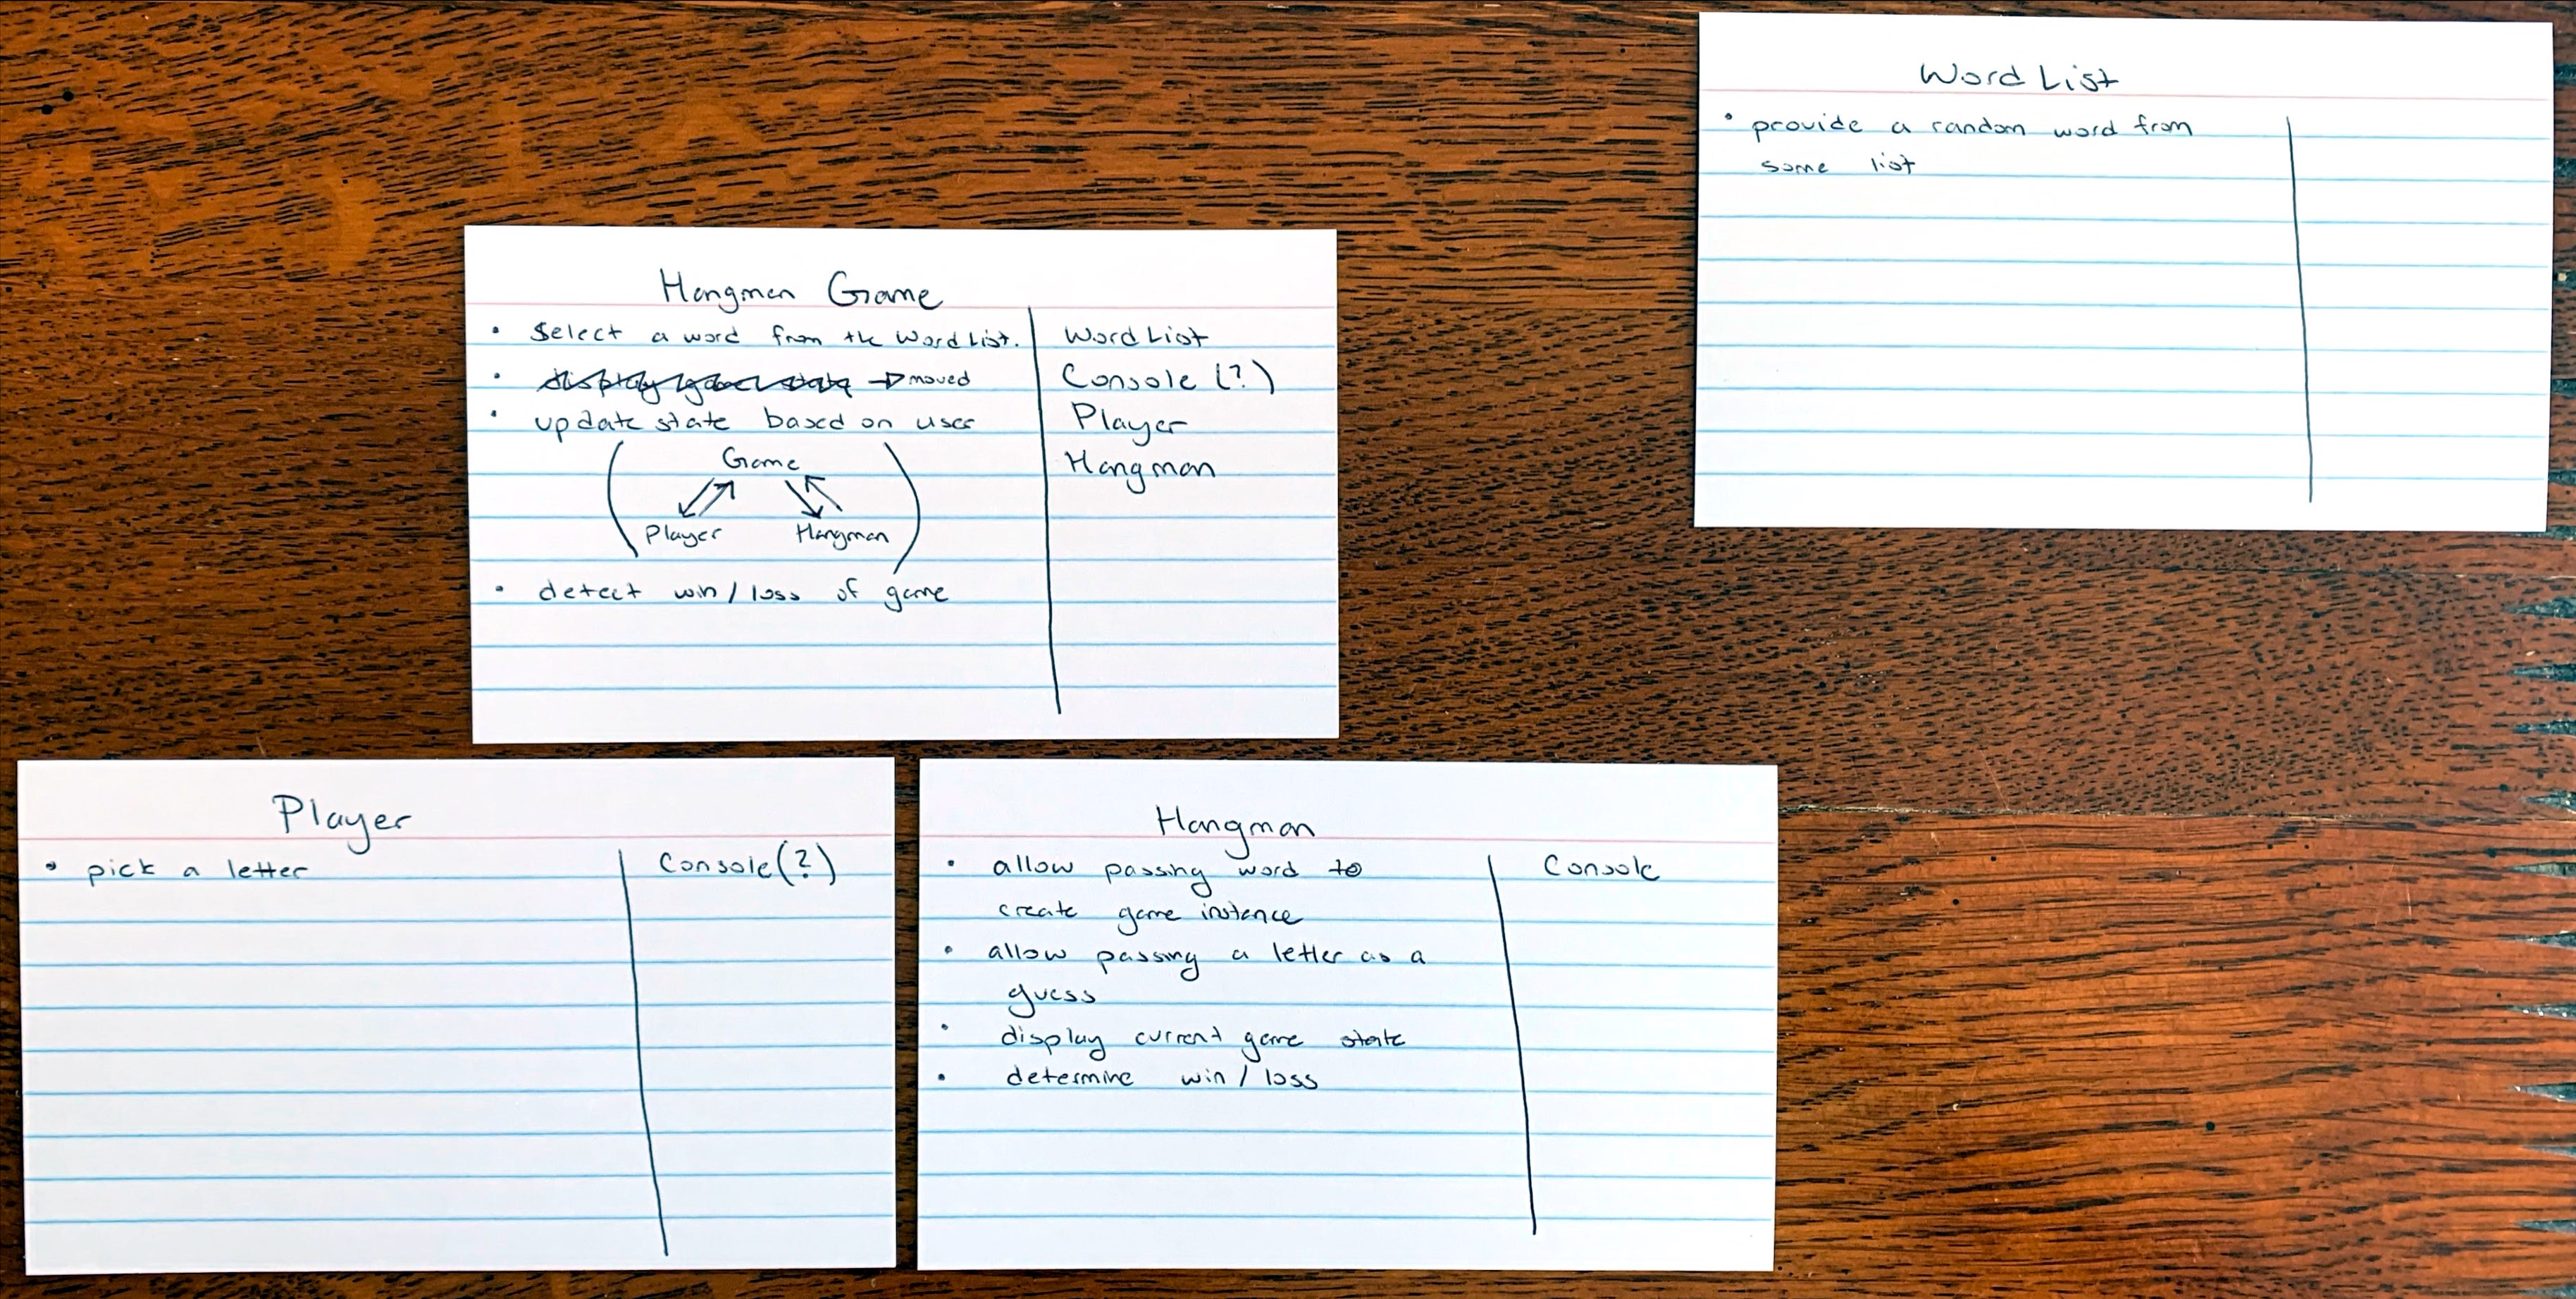 Word List
• provide a random word from
some list
Hangman Game
• Select a word from the Word List.
• display game state → moved
• update state based on user
( Game )
Player Hangman
• detect win / loss of game
Word List
Console (?)
Player
Hangman
Player
• pick a letter
Console (?)
Hangman
• allow passing word to
create game instance
• allow passing a letter as a
guess
• display current game state
• determine win / loss
Console